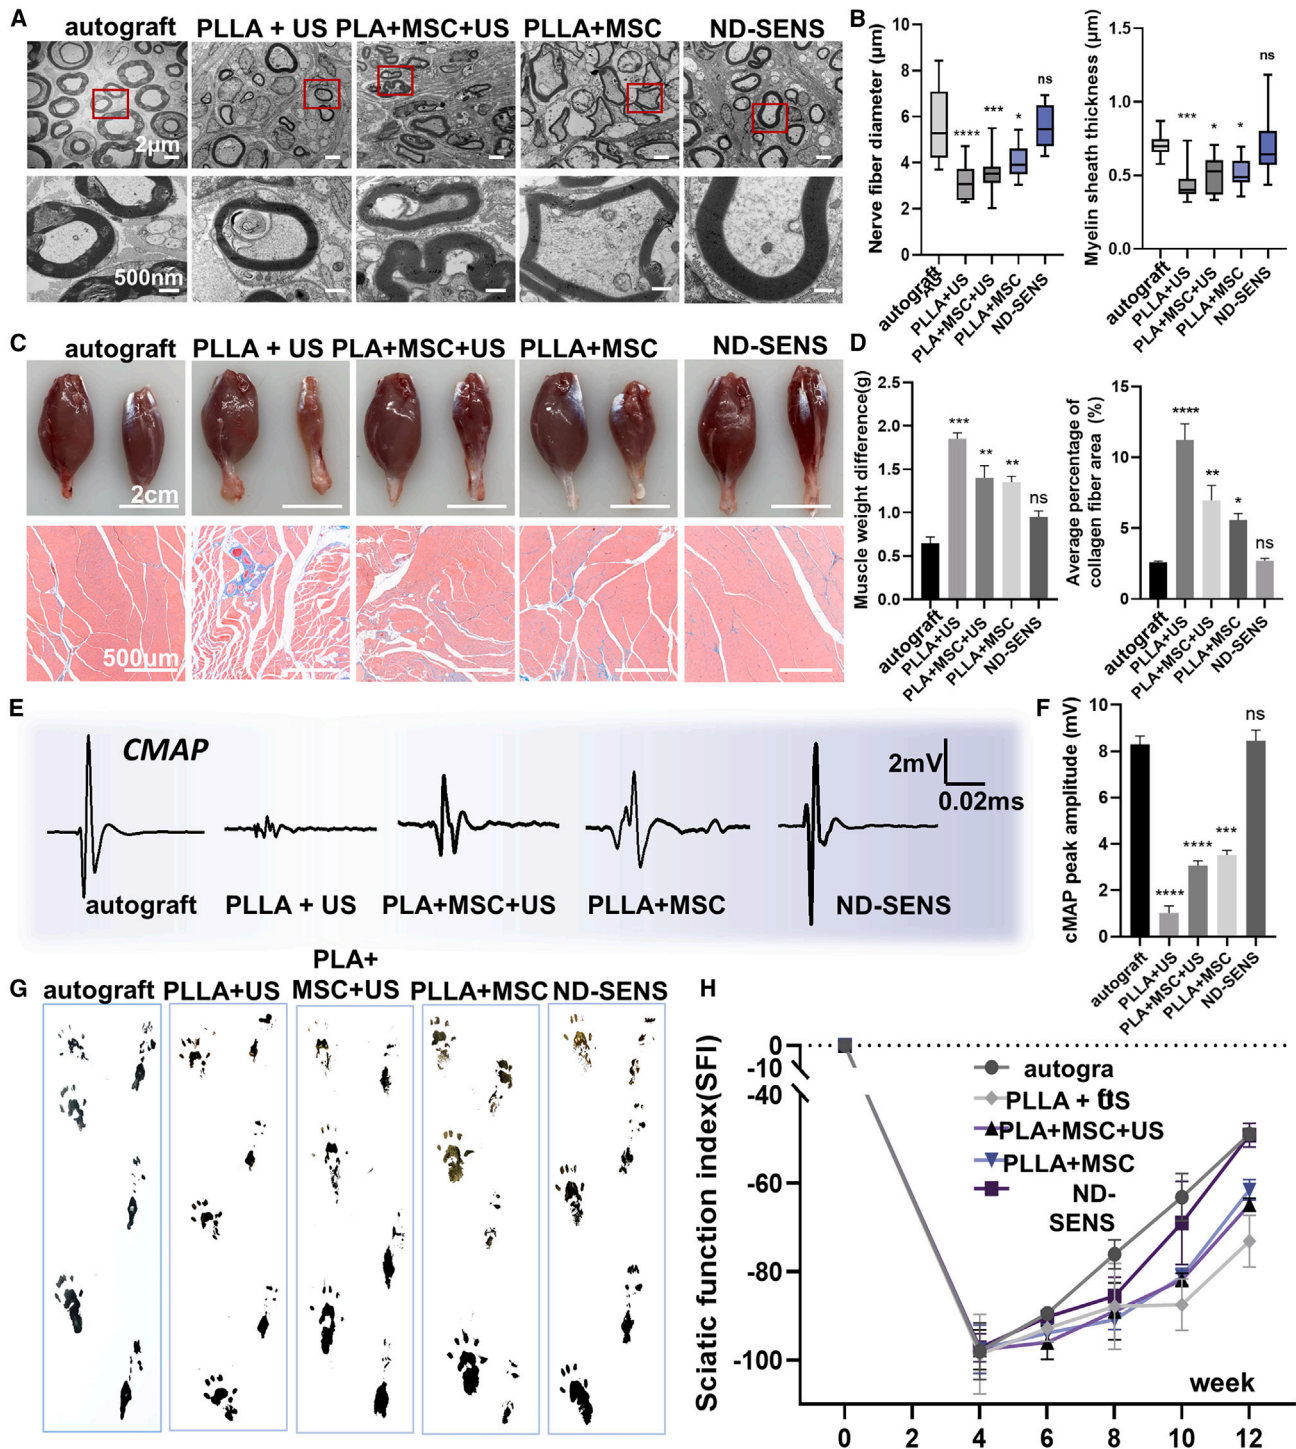 A
autograft PLLA + US PLA+MSC+US PLLA+MSC ND-SENS
2µm
500nm
B
Nerve fiber diameter (µm)
10
8
6
4
2
0
****
***
*
ns
autograft
PLLA+US
PLA+MSC+US
PLLA+MSC
ND-SENS
Myelin sheath thickness (µm)
1.5
1.0
0.5
0.0
***
*
*
ns
autograft
PLLA+US
PLA+MSC+US
PLLA+MSC
ND-SENS
C
autograft PLLA + US PLA+MSC+US PLLA+MSC ND-SENS
2cm
500µm
D
Muscle weight difference(g)
2.5
2.0
1.5
1.0
0.5
0.0
***
**
**
ns
autograft
PLLA+US
PLA+MSC+US
PLLA+MSC
ND-SENS
Average percentage of
collagen fiber area (%)
15
10
5
0
****
**
*
ns
autograft
PLLA+US
PLA+MSC+US
PLLA+MSC
ND-SENS
E
CMAP
2mV
0.02ms
autograft PLLA + US PLA+MSC+US PLLA+MSC ND-SENS
F
cMAP peak amplitude (mV)
10
8
6
4
2
0
****
****
***
ns
autograft
PLLA+US
PLA+MSC+US
PLLA+MSC
ND-SENS
G
autograft PLLA+US PLA+
MSC+US PLLA+MSC ND-SENS
H
Sciatic function index(SFI)
0
-10
-40
-60
-80
-100
autogra
ft
PLLA + US
PLA+MSC+US
PLLA+MSC
ND-
SENS
week
0 2 4 6 8 10 12